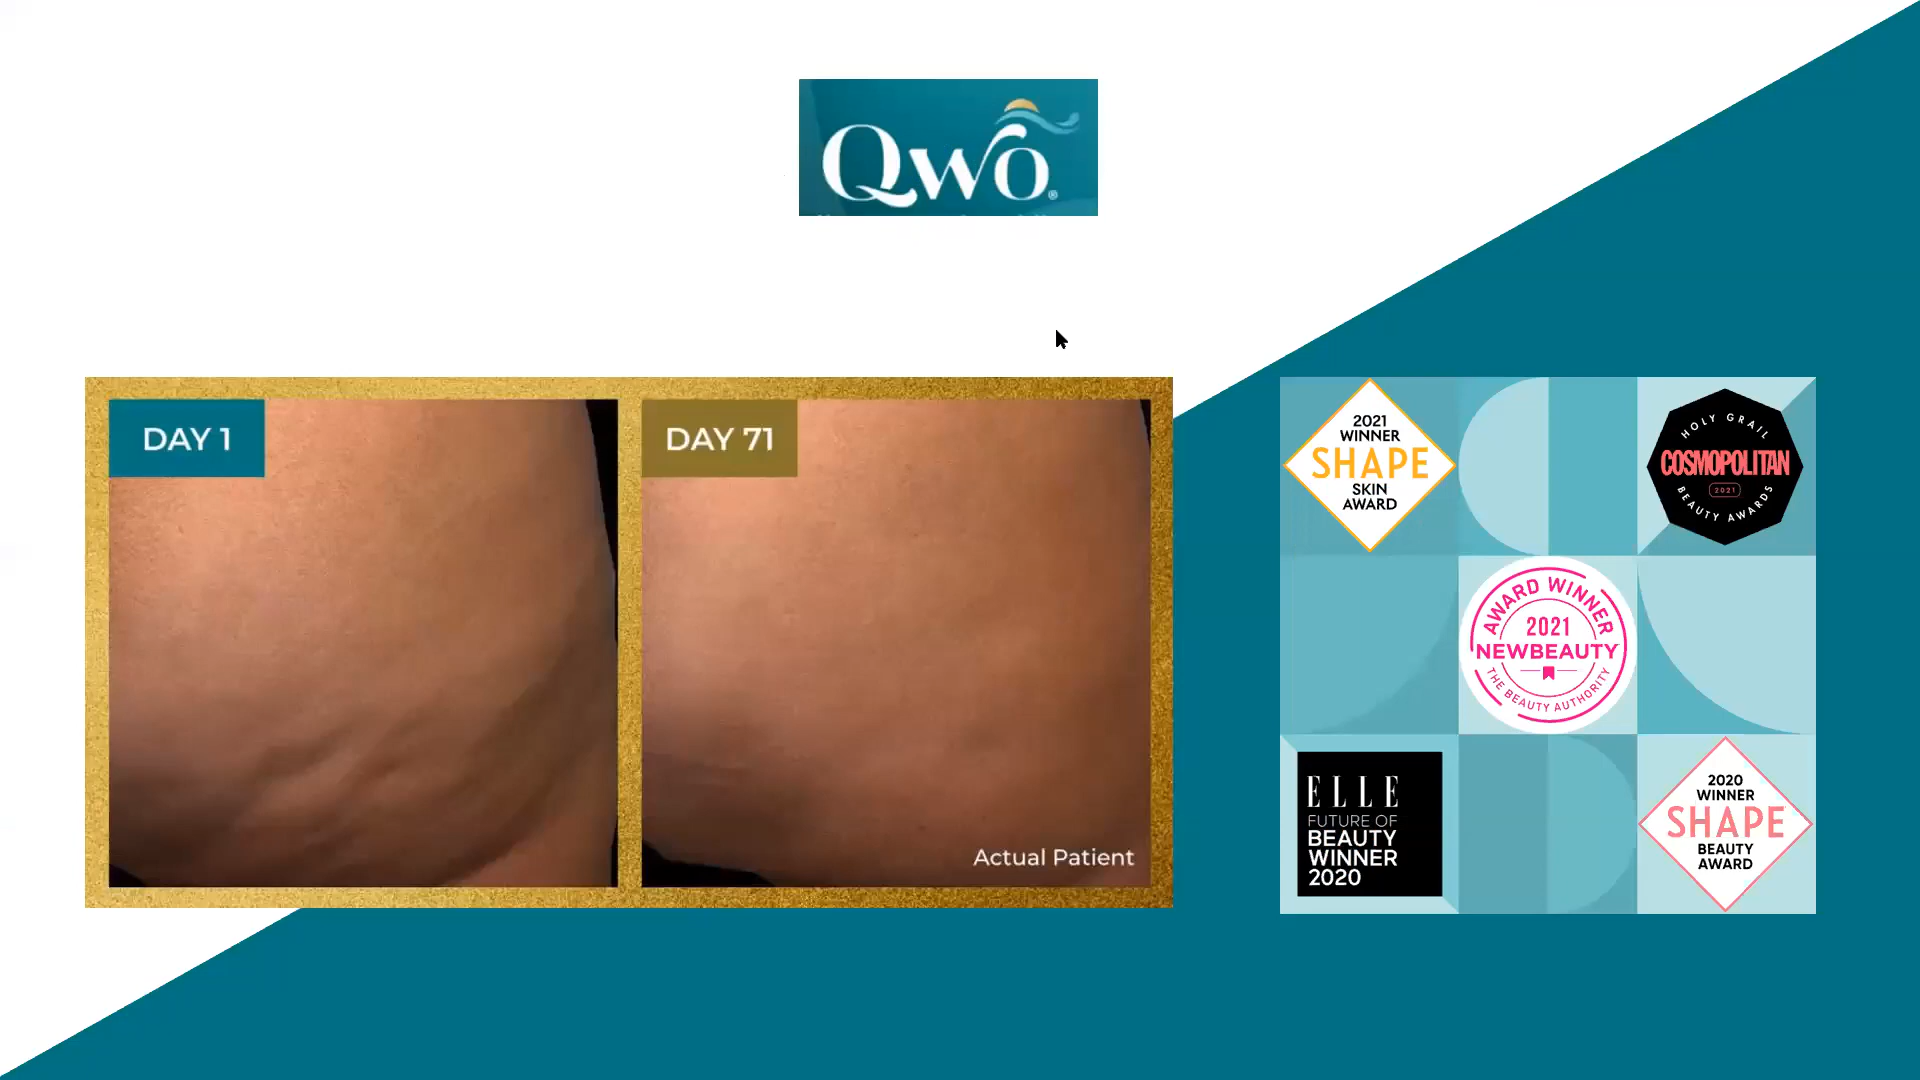 Qwo®
DAY 1
DAY 71
Actual Patient
2021
WINNER
SHAPE
SKIN
AWARD
HOLY GRAIL
COSMOPOLITAN
2021
BEAUTY AWARDS
AWARD WINNER
2021
NEWBEAUTY
THE BEAUTY AUTHORITY
ELLE
FUTURE OF
BEAUTY
WINNER
2020
2020
WINNER
SHAPE
BEAUTY
AWARD